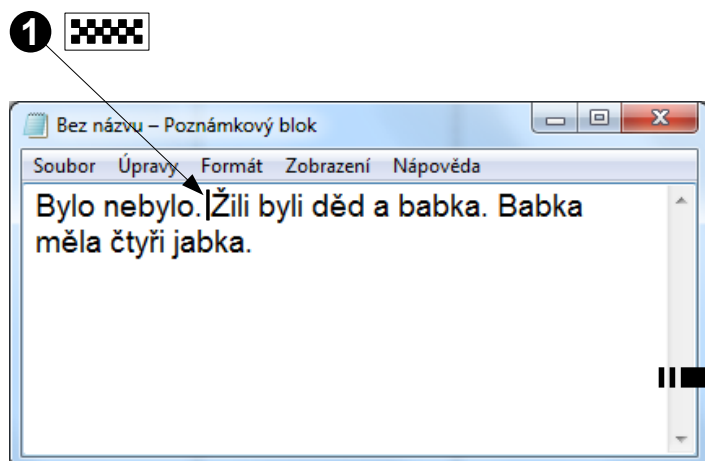 1
Bez názvu – Poznámkový blok
Soubor Úpravy Formát Zobrazení Nápověda
Bylo nebylo. Žili byli děd a babka. Babka
měla čtyři jabka.